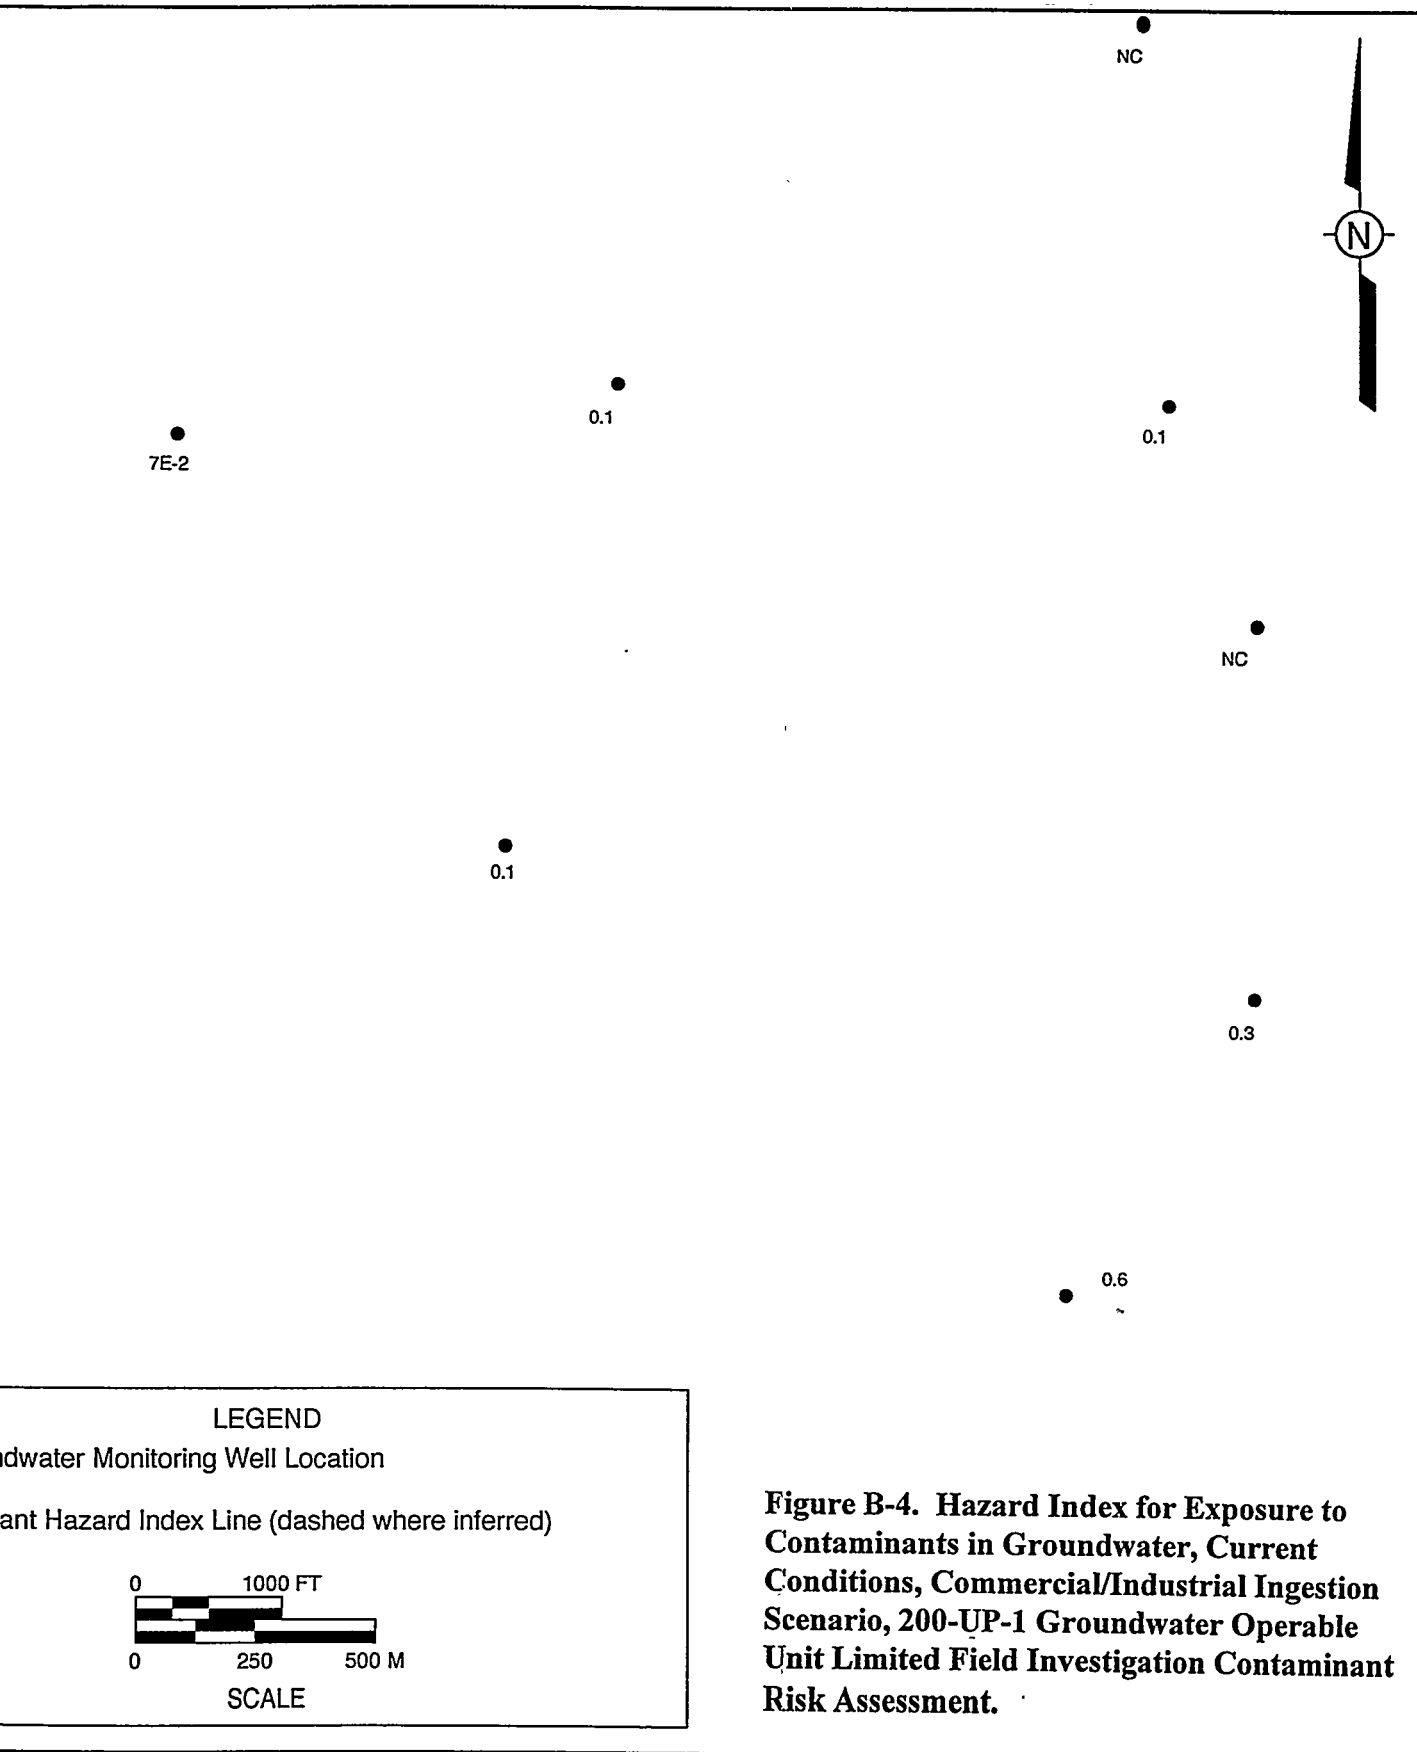 NC
N
0.1
0.1
7E-2
NC
0.1
0.3
0.6
LEGEND
ndwater Monitoring Well Location
ant Hazard Index Line (dashed where inferred)
0 1000 FT
0 250 500 M
SCALE
Figure B-4. Hazard Index for Exposure to
Contaminants in Groundwater, Current
Conditions, Commercial/Industrial Ingestion
Scenario, 200-UP-1 Groundwater Operable
Unit Limited Field Investigation Contaminant
Risk Assessment.